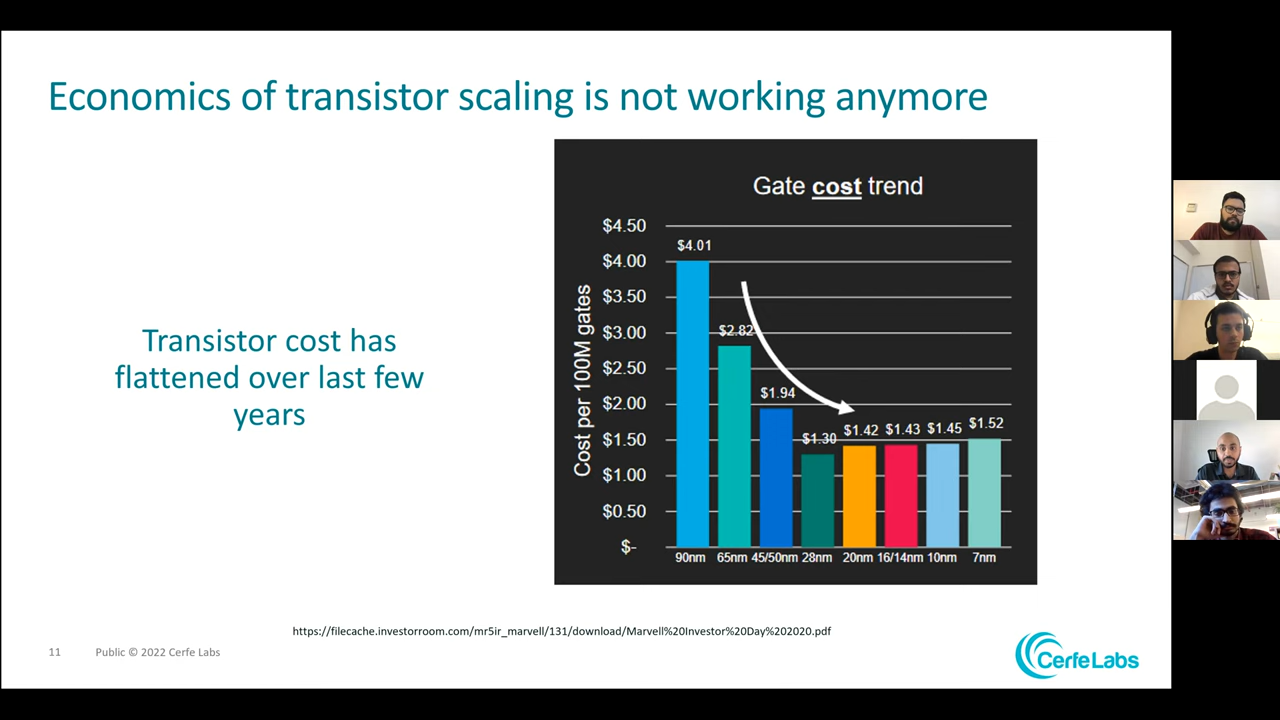 Economics of transistor scaling is not working anymore
Transistor cost has
flattened over last few
years
Gate cost trend
Cost per 100M gates
$4.50
$4.00
$3.50
$3.00
$2.50
$2.00
$1.50
$1.00
$0.50
$-
$4.01
$2.82
$1.94
$1.30
$1.42
$1.43
$1.45
$1.52
90nm
65nm
45/50nm
28nm
20nm
16/14nm
10nm
7nm
https://filecache.investorroom.com/mr5ir_marvell/131/download/Marvell%20Investor%20Day%202020.pdf
11
Public © 2022 Cerfe Labs
CerfeLabs